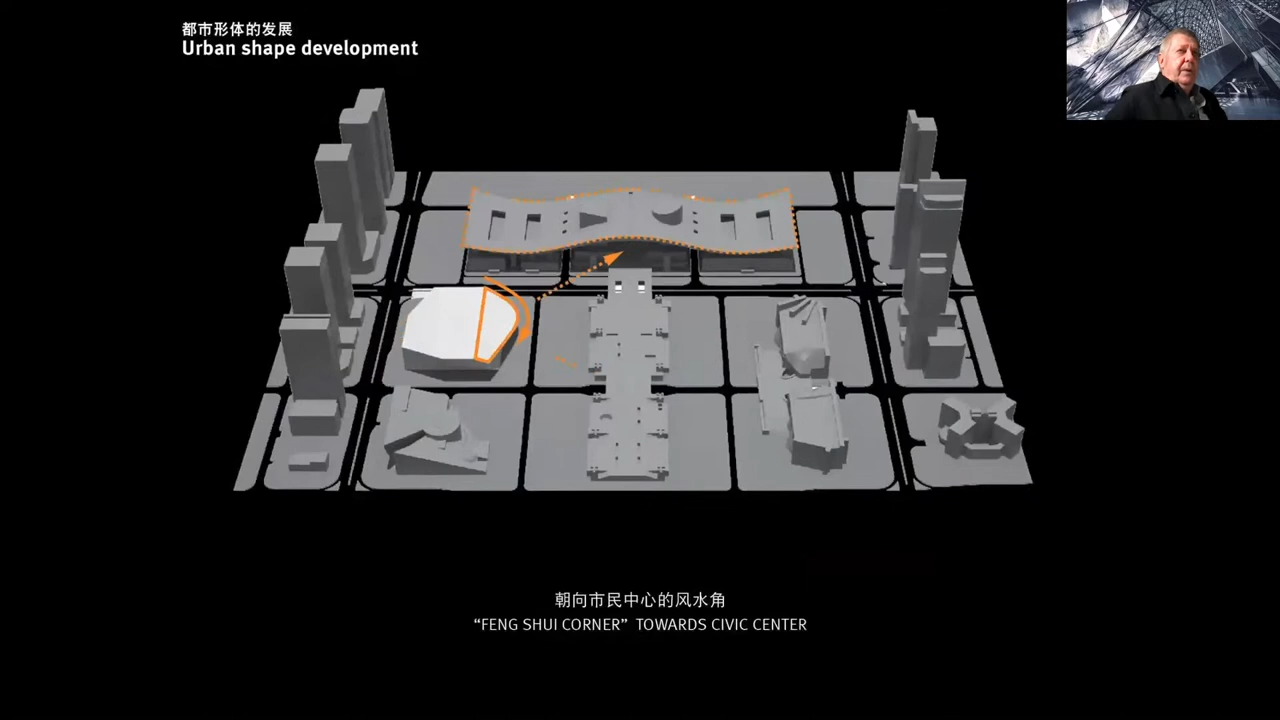 都市形体的发展
Urban shape development
朝向市民中心的风水角
“FENG SHUI CORNER” TOWARDS CIVIC CENTER